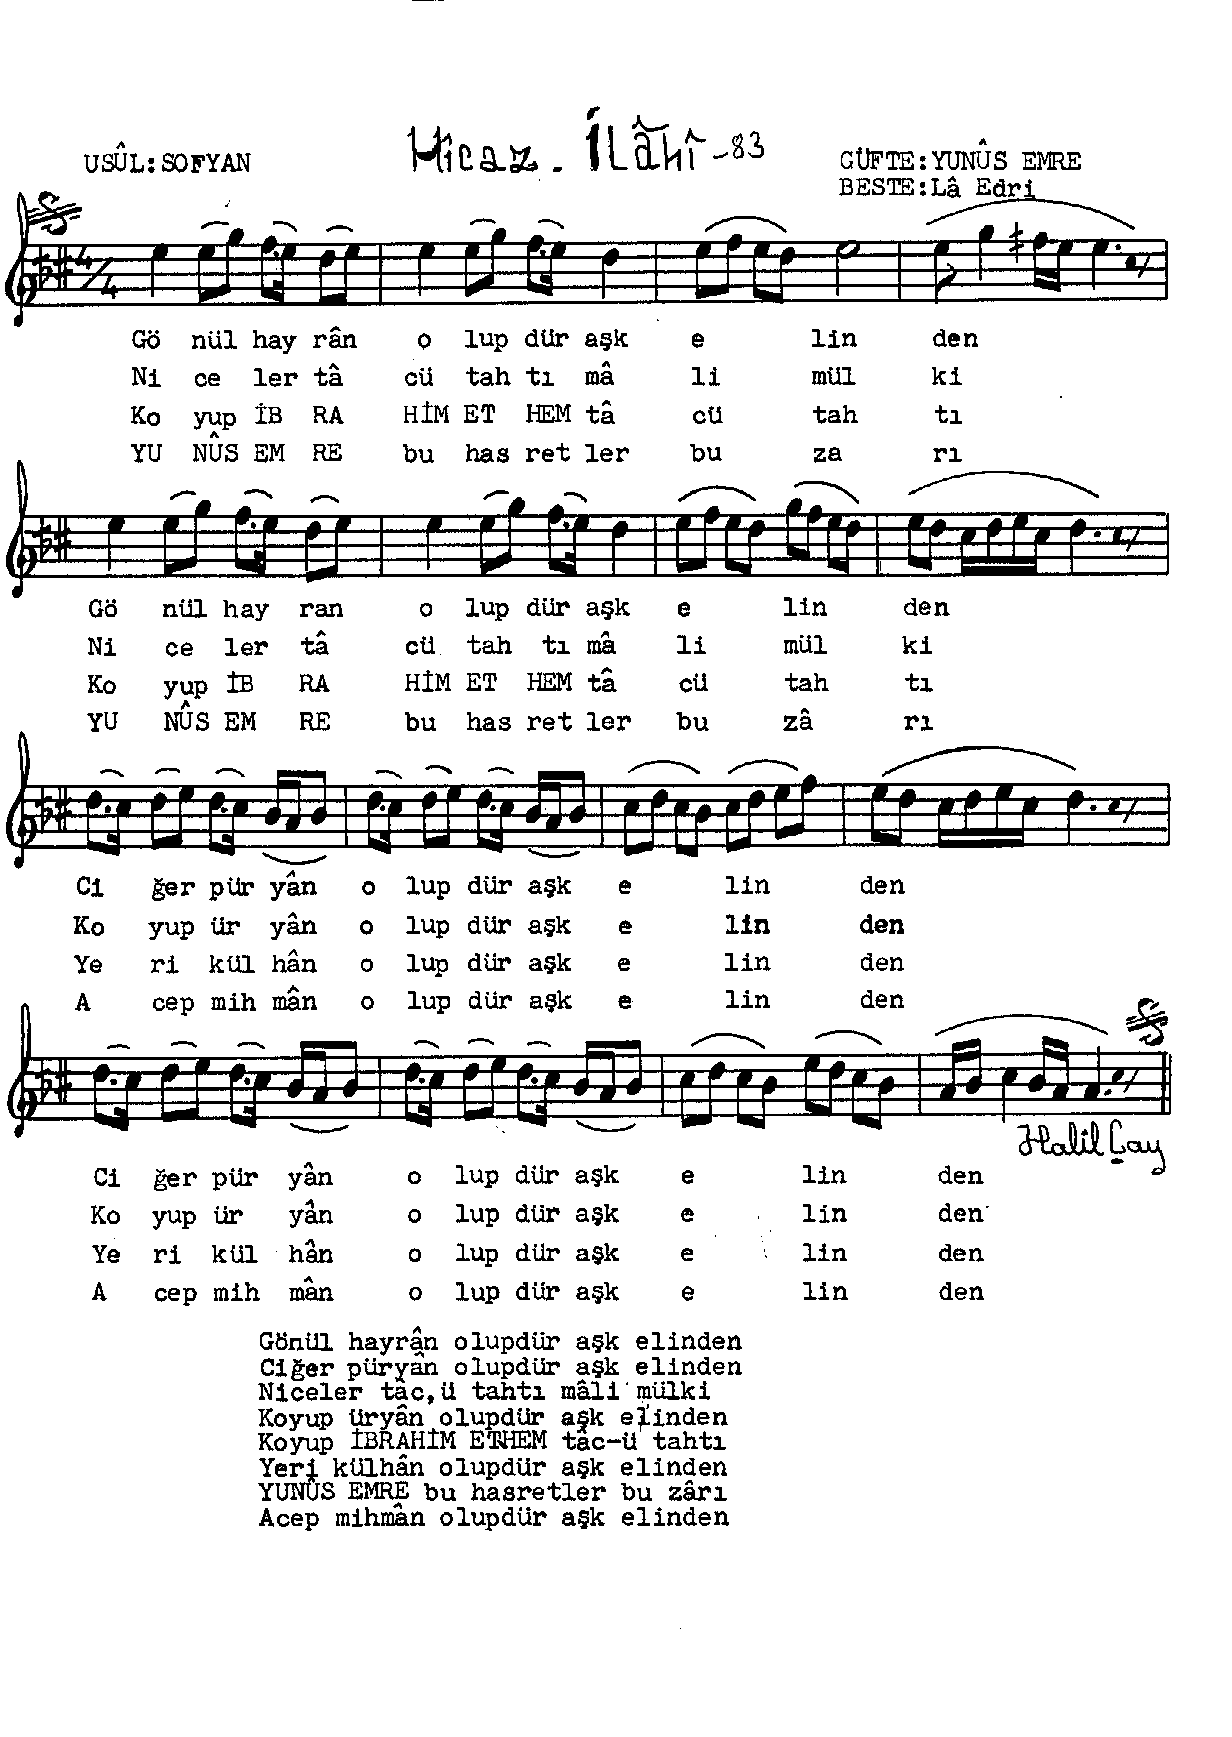 Hicaz - İLâhî -83
USÛL:SOFYAN
GÜFTE:YUNÛS EMRE
BESTE:Lâ Edri
4/4
Gö nül hay rân o lup dür aşk e lin den
Ni ce ler tâ cü tah tı mâ li mül ki
Ko yup İB RA HİM ET HEM tâ cü tah tı
YU NÛS EM RE bu has ret ler bu za rı
Gö nül hay ran o lup dür aşk e lin den
Ni ce ler tâ cü tah tı mâ li mül ki
Ko yup İB RA HİM ET HEM tâ cü tah tı
YU NÛS EM RE bu has ret ler bu zâ rı
Ci ğer pür yân o lup dür aşk e lin den
Ko yup ür yân o lup dür aşk e lin den
Ye ri kül hân o lup dür aşk e lin den
A cep mih mân o lup dür aşk e lin den
Halil Çay
Ci ğer pür yân o lup dür aşk e lin den
Ko yup ür yân o lup dür aşk e lin den
Ye ri kül hân o lup dür aşk e lin den
A cep mih mân o lup dür aşk e lin den
Gönül hayrân olupdür aşk elinden
Ciğer püryân olupdür aşk elinden
Niceler tâc,ü tahtı mâli mülki
Koyup üryân olupdür aşk elinden
Koyup İBRAHİM ETHEM tâc-ü tahtı
Yeri külhân olupdür aşk elinden
YUNÛS EMRE bu hasretler bu zârı
Acep mihmân olupdür aşk elinden